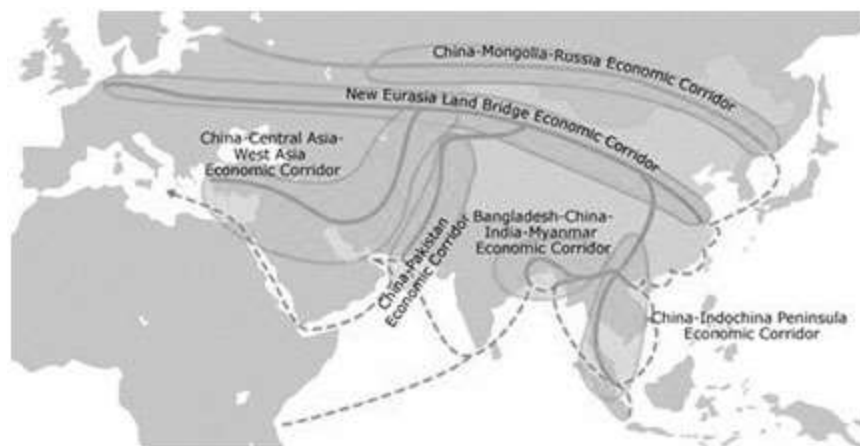 China-Mongolia-Russia Economic Corridor
New Eurasia Land Bridge Economic Corridor
China-Central Asia-
West Asia
Economic Corridor
China-Pakistan
Economic Corridor
Bangladesh-China-
India-Myanmar
Economic Corridor
China-Indochina Peninsula
Economic Corridor